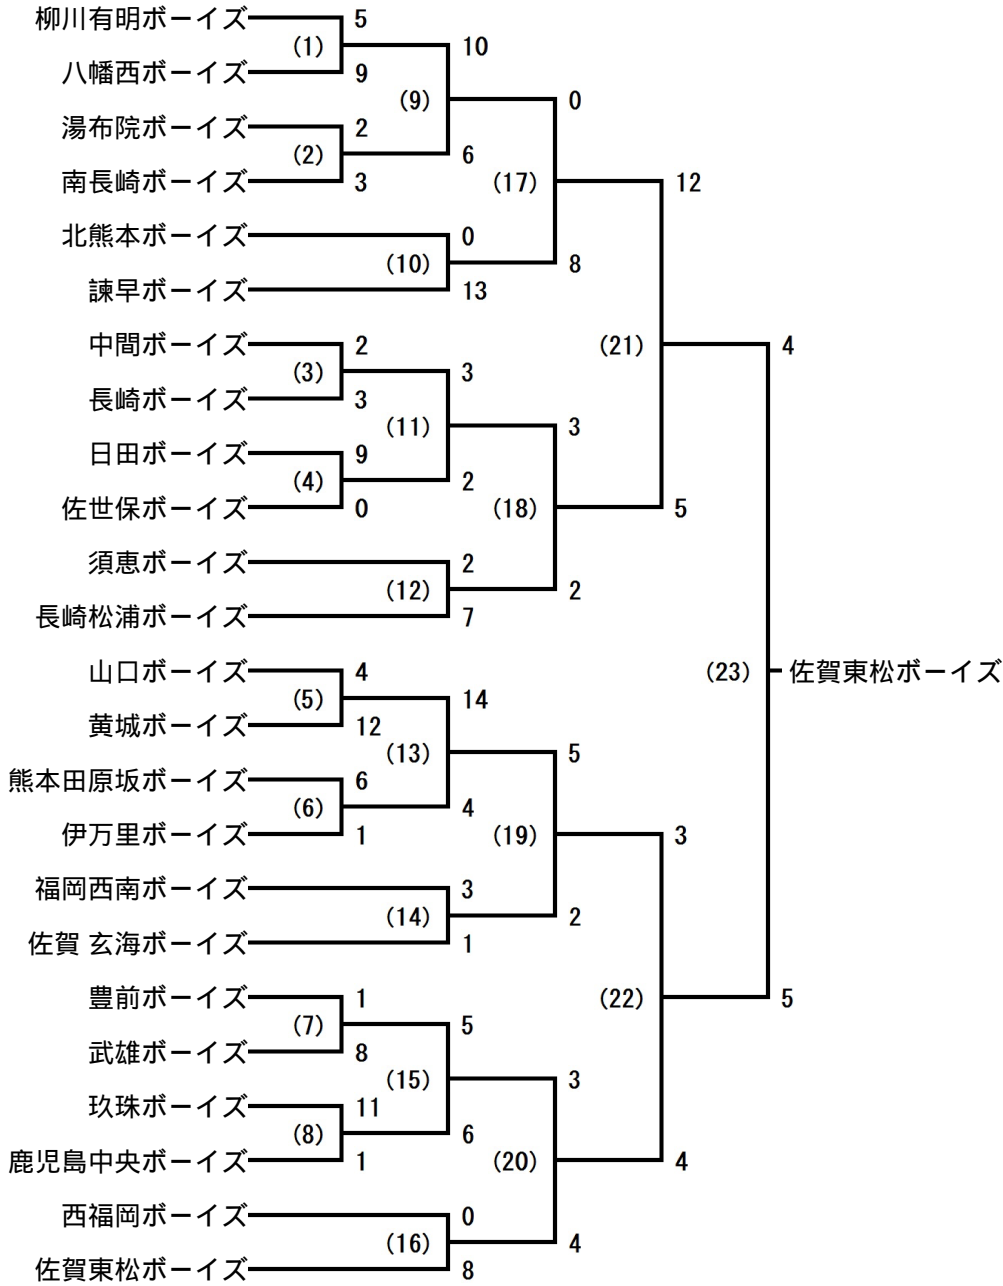 柳川有明ボーイズ 5
(1) 10
八幡西ボーイズ 9
(9) 0
湯布院ボーイズ 2
(2) 6
南長崎ボーイズ 3
(17) 12
北熊本ボーイズ 0
(10) 8
諫早ボーイズ 13
中間ボーイズ 2
(21) 4
(3) 3
長崎ボーイズ 3
(11) 3
日田ボーイズ 9
(4) 2
佐世保ボーイズ 0
(18) 5
須恵ボーイズ 2
(12) 2
長崎松浦ボーイズ 7
山口ボーイズ 4
(23) 佐賀東松ボーイズ
(5) 14
黄城ボーイズ 12
(13) 5
熊本田原坂ボーイズ 6
(6) 4
伊万里ボーイズ 1
(19) 3
福岡西南ボーイズ 3
(14) 2
佐賀 玄海ボーイズ 1
豊前ボーイズ 1
(22) 5
(7) 5
武雄ボーイズ 8
(15) 3
玖珠ボーイズ 11
(8) 6
鹿児島中央ボーイズ 1
(20) 4
西福岡ボーイズ 0
(16) 4
佐賀東松ボーイズ 8